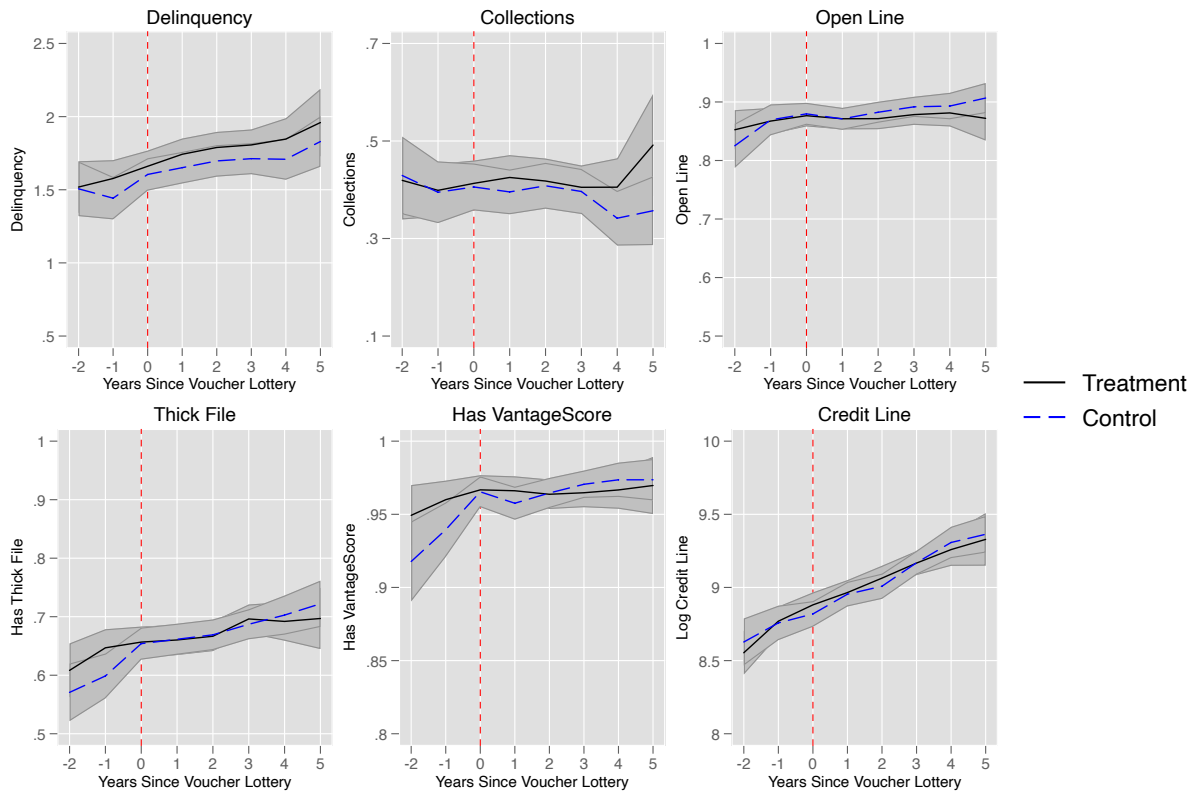 Delinquency
Delinquency
2.5
2
1.5
1
.5
-2 -1 0 1 2 3 4 5
Years Since Voucher Lottery
Collections
Collections
.7
.5
.3
.1
-2 -1 0 1 2 3 4 5
Years Since Voucher Lottery
Open Line
Open Line
1
.9
.8
.7
.6
.5
-2 -1 0 1 2 3 4 5
Years Since Voucher Lottery
Treatment
Control
Thick File
Has Thick File
1
.9
.8
.7
.6
.5
-2 -1 0 1 2 3 4 5
Years Since Voucher Lottery
Has VantageScore
Has VantageScore
1
.95
.9
.85
.8
-2 -1 0 1 2 3 4 5
Years Since Voucher Lottery
Credit Line
Log Credit Line
10
9.5
9
8.5
8
-2 -1 0 1 2 3 4 5
Years Since Voucher Lottery